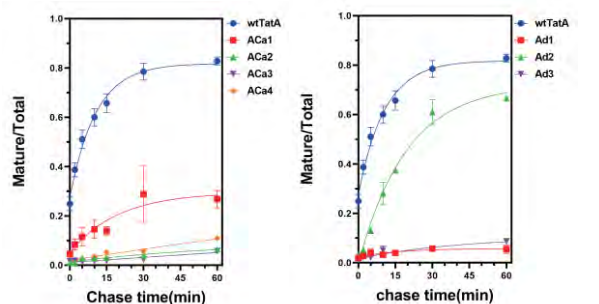 Mature/Total
1.0
0.8
0.6
0.4
0.2
0.0
0
15
30
45
60
Chase time(min)
wtTatA
ACa1
ACa2
ACa3
ACa4
Mature/Total
1.0
0.8
0.6
0.4
0.2
0.0
0
15
30
45
60
Chase time(min)
wtTatA
Ad1
Ad2
Ad3